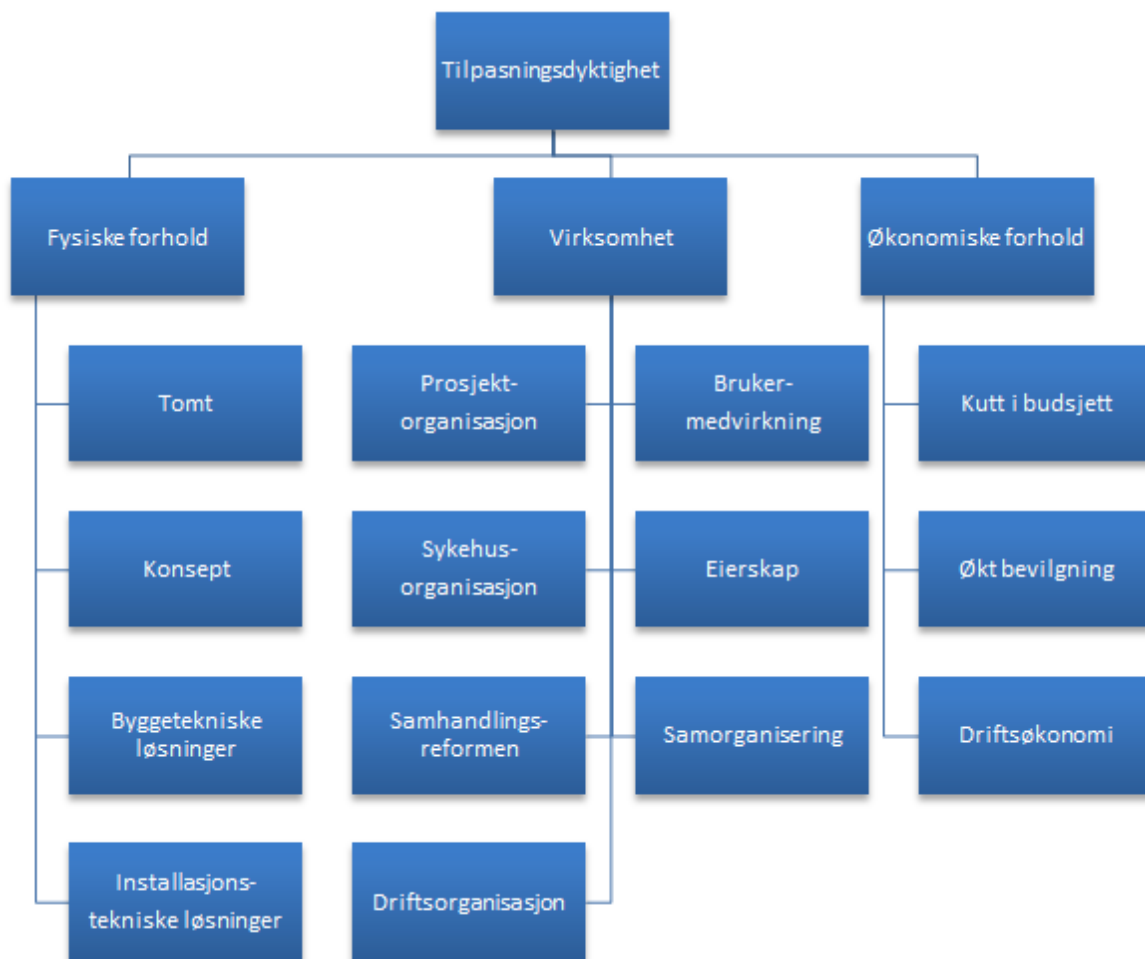 Tilpasningsdyktighet
Fysiske forhold
Virksomhet
Økonomiske forhold
Tomt
Prosjekt-
organisasjon
Bruker-
medvirkning
Kutt i budsjett
Konsept
Sykehus-
organisasjon
Eierskap
Økt bevilgning
Byggetekniske
løsninger
Samhandlings-
reformen
Samorganisering
Driftsøkonomi
Installasjons-
tekniske løsninger
Driftsorganisasjon